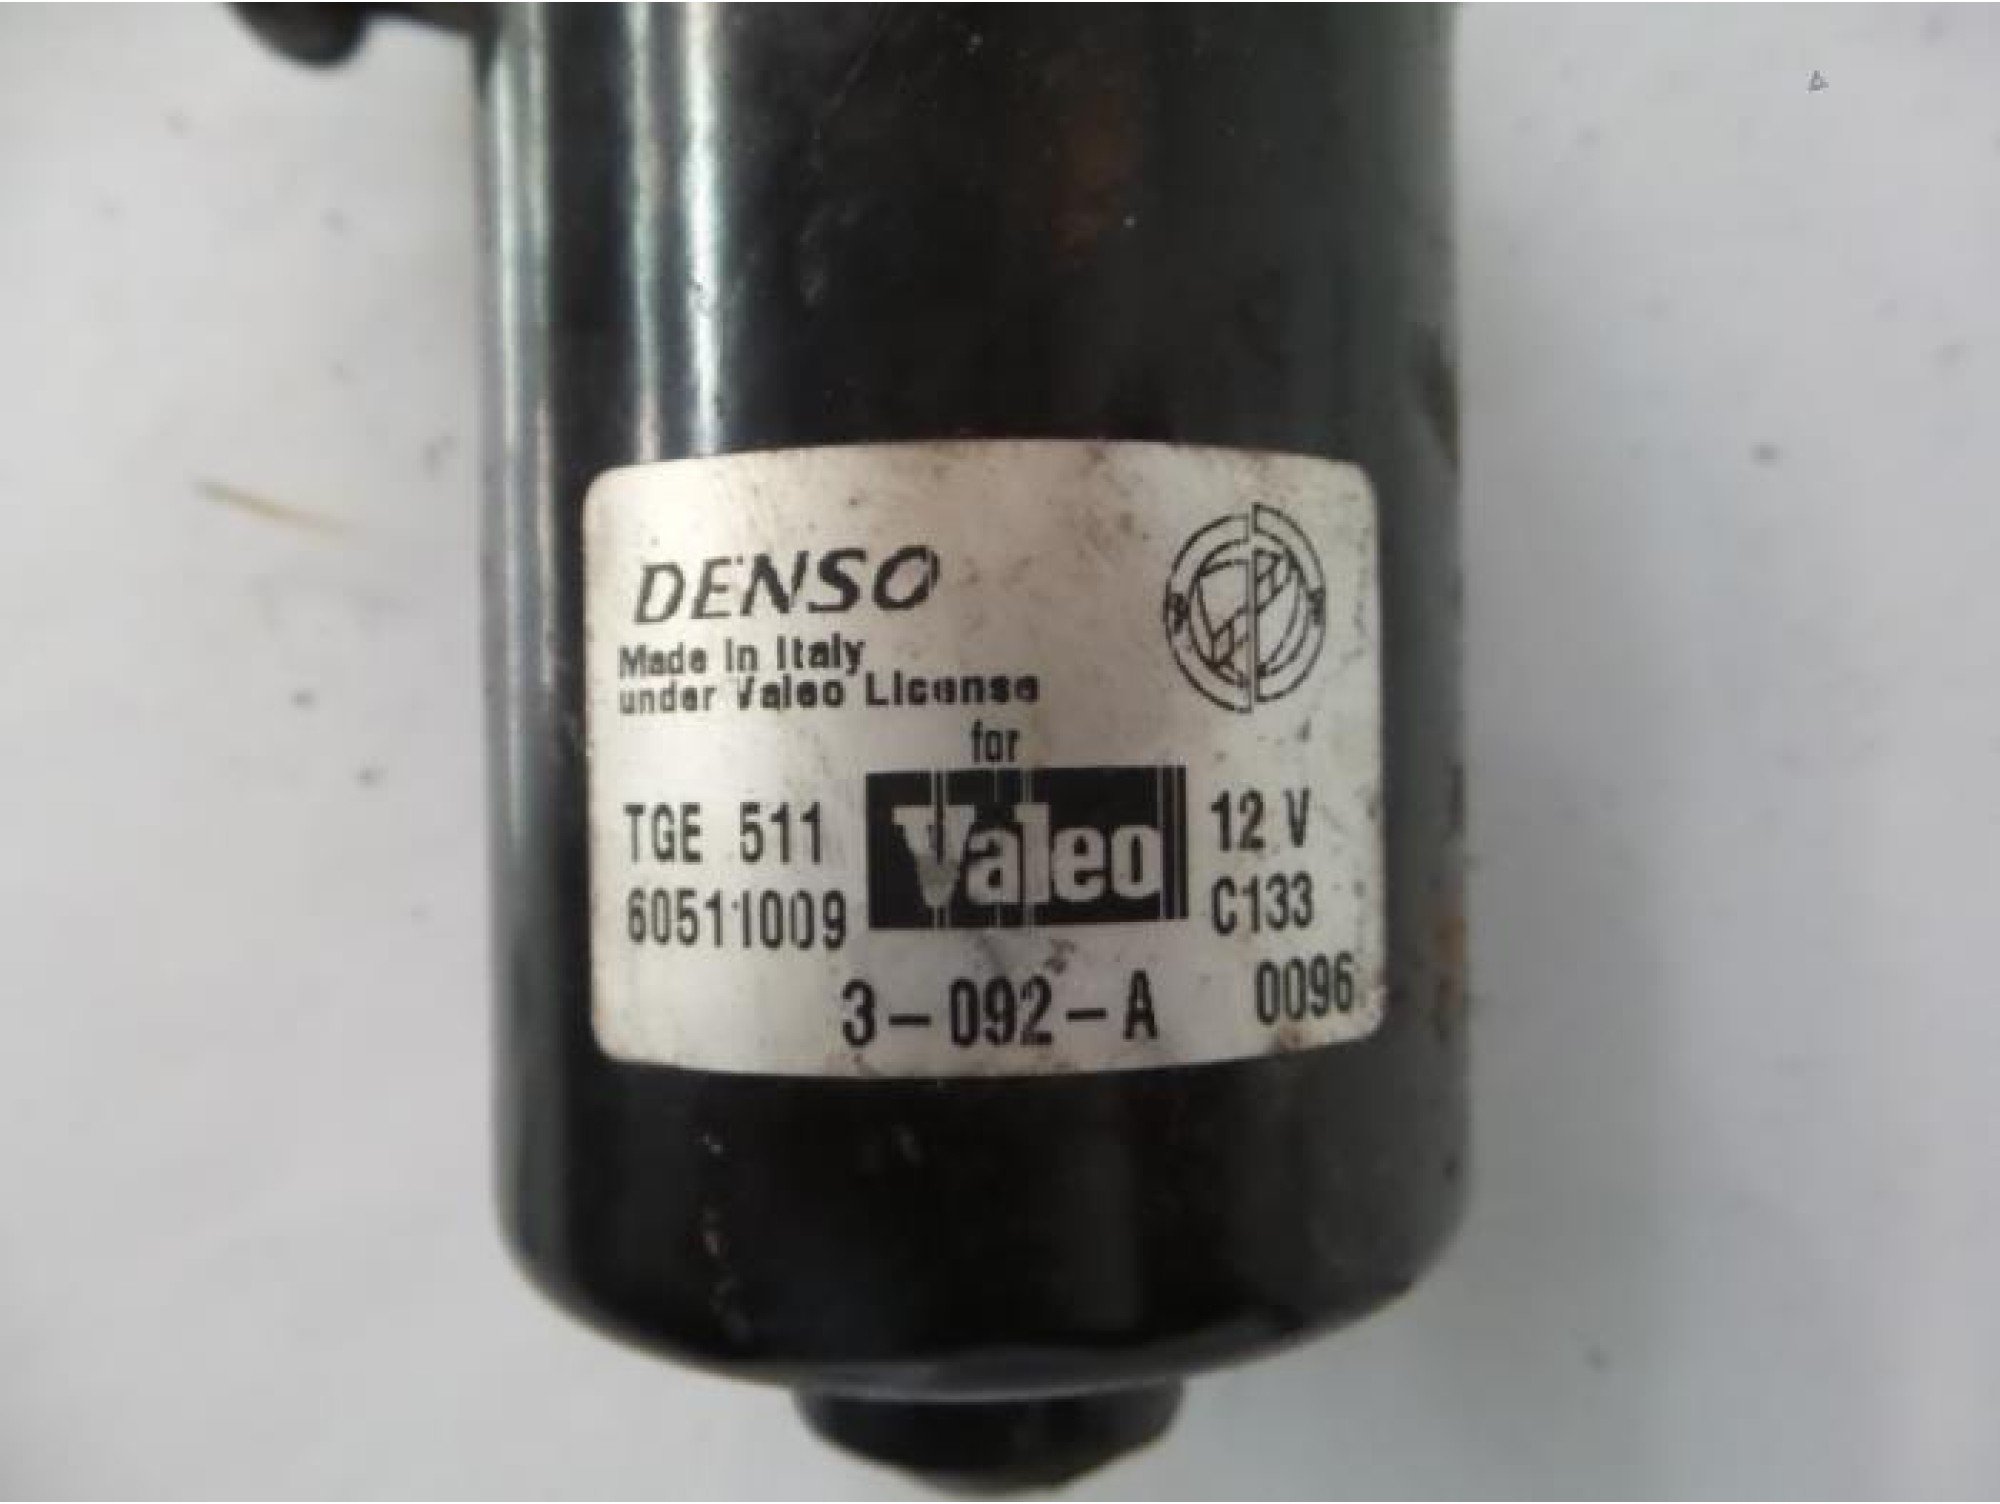 DENSO
Made in Italy
under Valeo License
for
TGE 511 Valeo 12 V
60511009 C133
3-092-A 0096